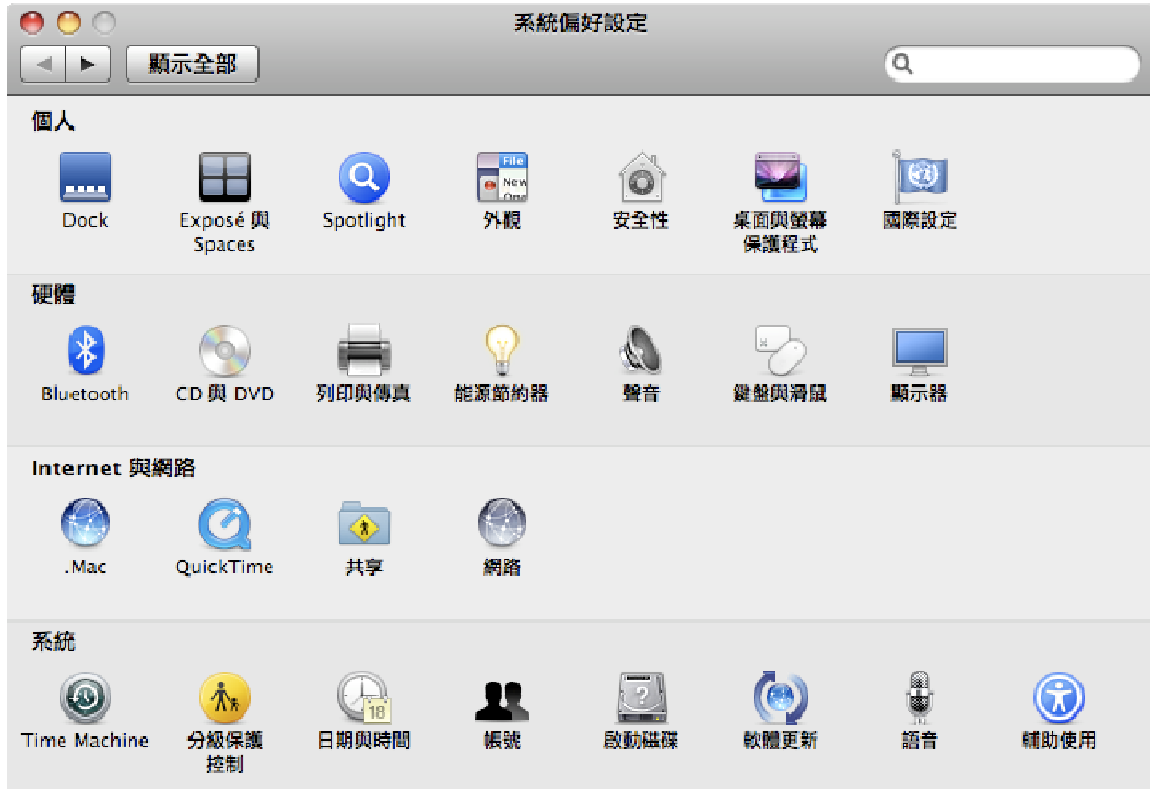 系統偏好設定
顯示全部
個人
Dock
Exposé 與
Spaces
Spotlight
File
New
外觀
安全性
桌面與螢幕
保護程式
國際設定
硬體
Bluetooth
CD 與 DVD
列印與傳真
能源節約器
聲音
鍵盤與滑鼠
顯示器
Internet 與網路
.Mac
QuickTime
共享
網路
系統
Time Machine
分級保護
控制
18
日期與時間
帳號
?
啟動磁碟
軟體更新
語音
輔助使用